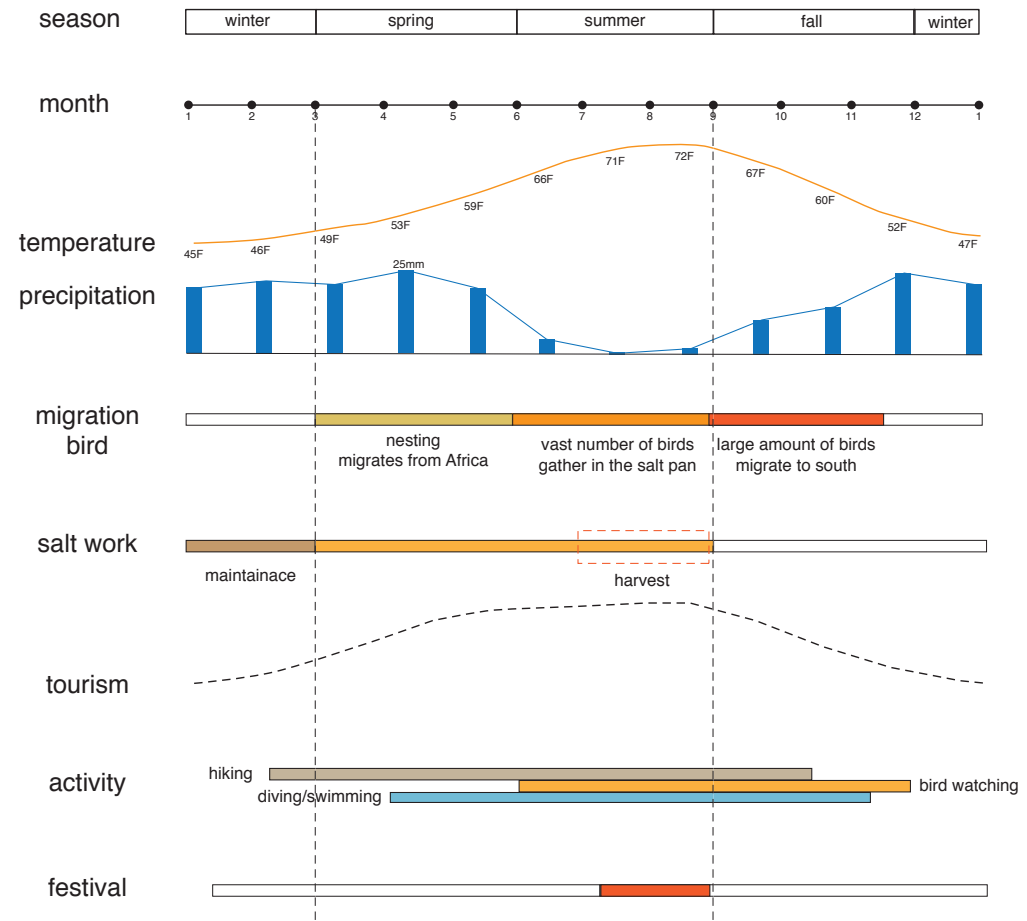 season
winter
spring
summer
fall
winter
month
1
2
3
4
5
6
7
8
9
10
11
12
1
temperature
45F
46F
49F
53F
59F
66F
71F
72F
67F
60F
52F
47F
precipitation
25mm
migration
bird
nesting
migrates from Africa
vast number of birds
gather in the salt pan
large amount of birds
migrate to south
salt work
maintainace
harvest
tourism
activity
hiking
diving/swimming
bird watching
festival